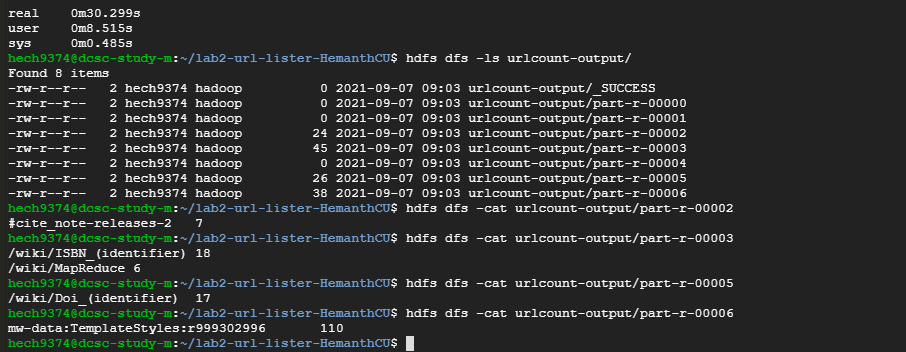 real    0m30.299s
user    0m8.515s
sys     0m0.485s
hech9374@dcsc-study-m:~/lab2-url-lister-HemanthCU$ hdfs dfs -ls urlcount-output/
Found 8 items
-rw-r--r--   2 hech9374 hadoop          0 2021-09-07 09:03 urlcount-output/_SUCCESS
-rw-r--r--   2 hech9374 hadoop          0 2021-09-07 09:03 urlcount-output/part-r-00000
-rw-r--r--   2 hech9374 hadoop          0 2021-09-07 09:03 urlcount-output/part-r-00001
-rw-r--r--   2 hech9374 hadoop         24 2021-09-07 09:03 urlcount-output/part-r-00002
-rw-r--r--   2 hech9374 hadoop         45 2021-09-07 09:03 urlcount-output/part-r-00003
-rw-r--r--   2 hech9374 hadoop          0 2021-09-07 09:03 urlcount-output/part-r-00004
-rw-r--r--   2 hech9374 hadoop         26 2021-09-07 09:03 urlcount-output/part-r-00005
-rw-r--r--   2 hech9374 hadoop         38 2021-09-07 09:03 urlcount-output/part-r-00006
hech9374@dcsc-study-m:~/lab2-url-lister-HemanthCU$ hdfs dfs -cat urlcount-output/part-r-00002
#cite_note-releases-2   7
hech9374@dcsc-study-m:~/lab2-url-lister-HemanthCU$ hdfs dfs -cat urlcount-output/part-r-00003
/wiki/ISBN_(identifier) 18
/wiki/MapReduce 6
hech9374@dcsc-study-m:~/lab2-url-lister-HemanthCU$ hdfs dfs -cat urlcount-output/part-r-00005
/wiki/Doi_(identifier)  17
hech9374@dcsc-study-m:~/lab2-url-lister-HemanthCU$ hdfs dfs -cat urlcount-output/part-r-00006
mw-data:TemplateStyles:r999302996       110
hech9374@dcsc-study-m:~/lab2-url-lister-HemanthCU$